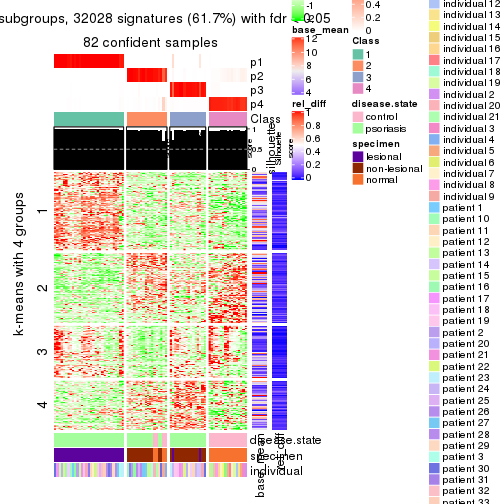 subgroups, 32028 signatures (61.7%) with fdr < 0.05
82 confident samples
p1
p2
p3
p4
Class
1
0.5
0
silhouette
score
k-means with 4 groups
1
2
3
4
disease.state
specimen
individual
base_mean
rel_diff
-1
base_mean
12
10
8
6
4
rel_diff
1
0.8
0.6
0.4
0.2
0
0.4
0.2
0
Class
1
2
3
4
disease.state
control
psoriasis
specimen
lesional
non-lesional
normal
individual 12
individual 13
individual 14
individual 15
individual 16
individual 17
individual 18
individual 19
individual 2
individual 20
individual 21
individual 3
individual 4
individual 5
individual 6
individual 7
individual 8
individual 9
patient 1
patient 10
patient 11
patient 12
patient 13
patient 14
patient 15
patient 16
patient 17
patient 18
patient 19
patient 2
patient 20
patient 21
patient 22
patient 23
patient 24
patient 25
patient 26
patient 27
patient 28
patient 29
patient 3
patient 30
patient 31
patient 32
patient 33